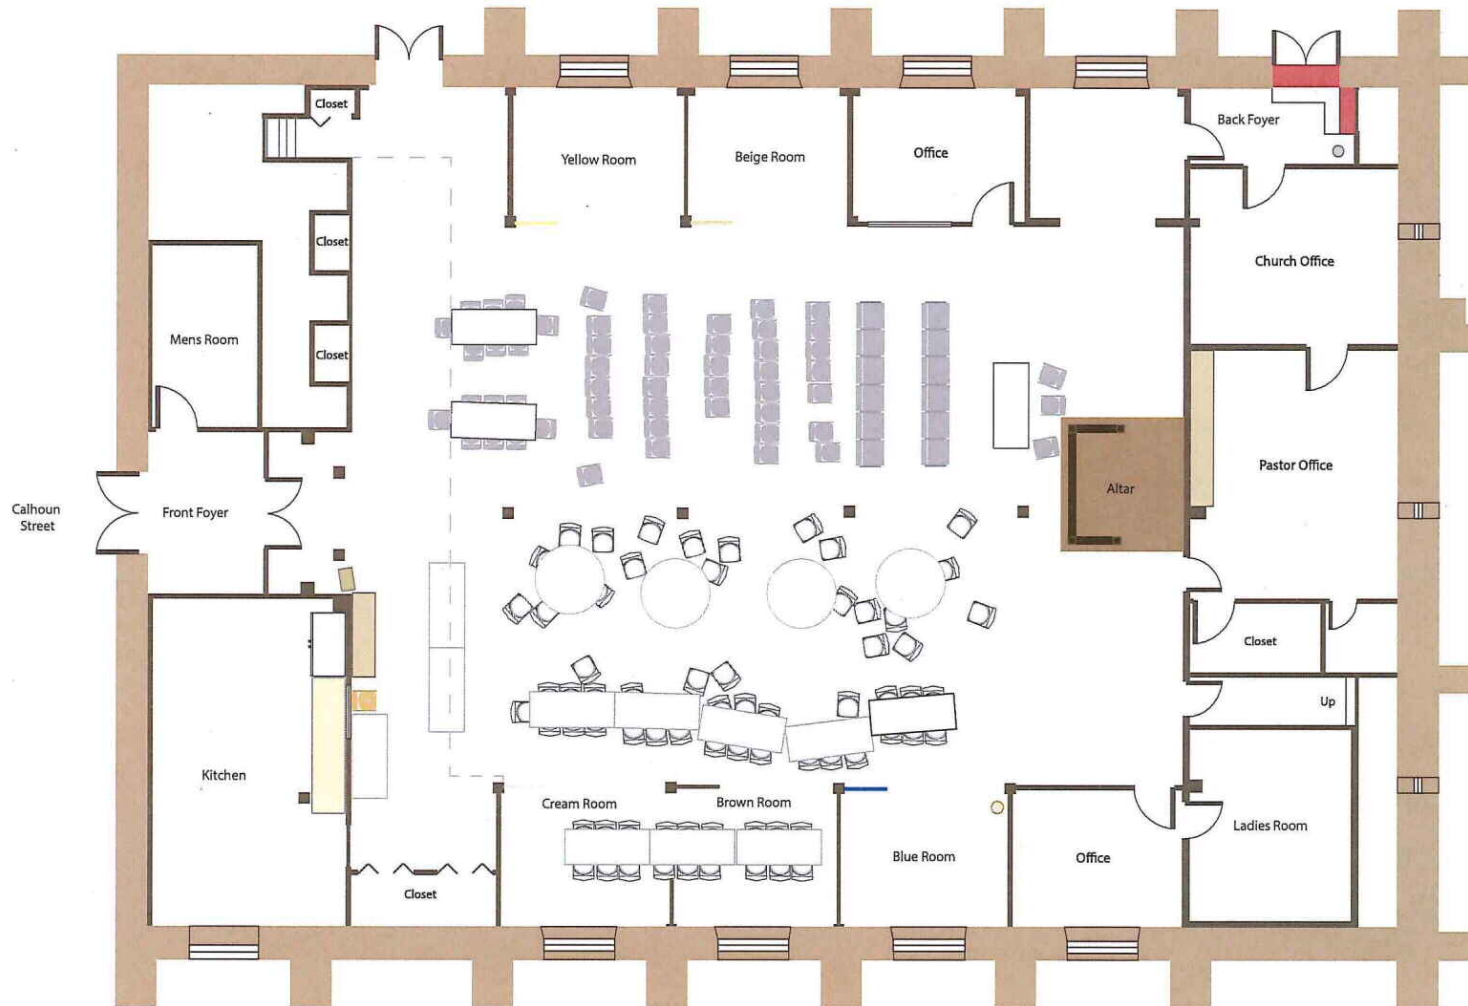 Closet
Back Foyer
Yellow Room
Beige Room
Office
Closet
Church Office
Mens Room
Closet
Pastor Office
Altar
Calhoun
Street
Front Foyer
Closet
Up
Kitchen
Cream Room
Brown Room
Blue Room
Office
Ladies Room
Closet